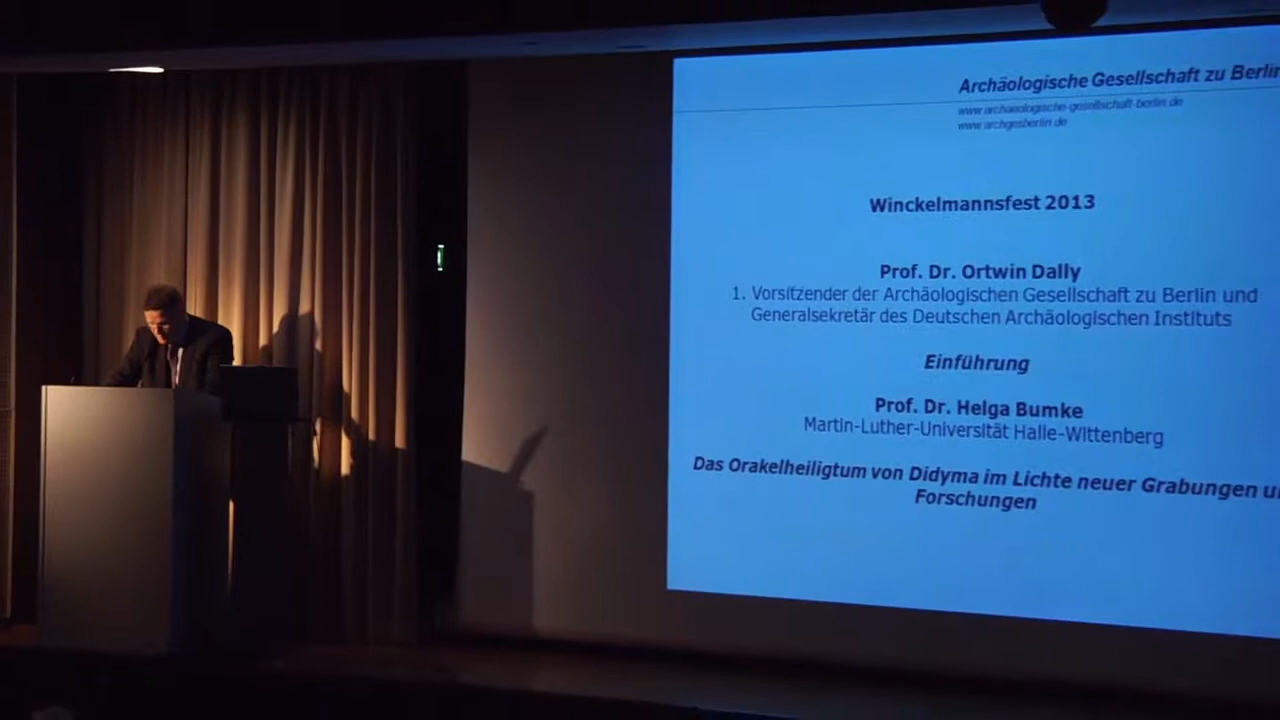 Archäologische Gesellschaft zu Berlin
www.archaeologische-gesellschaft-berlin.de
www.archgesberlin.de
Winckelmannsfest 2013
Prof. Dr. Ortwin Dally
1. Vorsitzender der Archäologischen Gesellschaft zu Berlin und
Generalsekretär des Deutschen Archäologischen Instituts
Einführung
Prof. Dr. Helga Bumke
Martin-Luther-Universität Halle-Wittenberg
Das Orakelheiligtum von Didyma im Lichte neuer Grabungen u
Forschungen